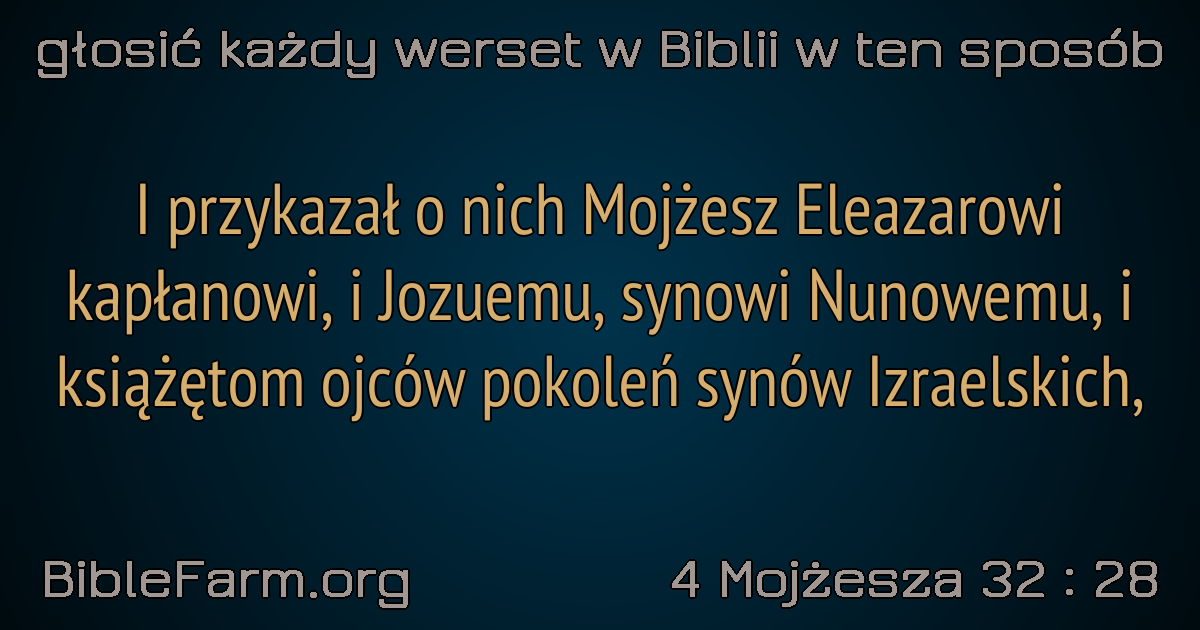 głosić każdy werset w Biblii w ten sposób
I przykazał o nich Mojżesz Eleazarowi
kapłanowi, i Jozuemu, synowi Nunowemu, i
książętom ojców pokoleń synów Izraelskich,
BibleFarm.org
4 Mojżesza 32 : 28